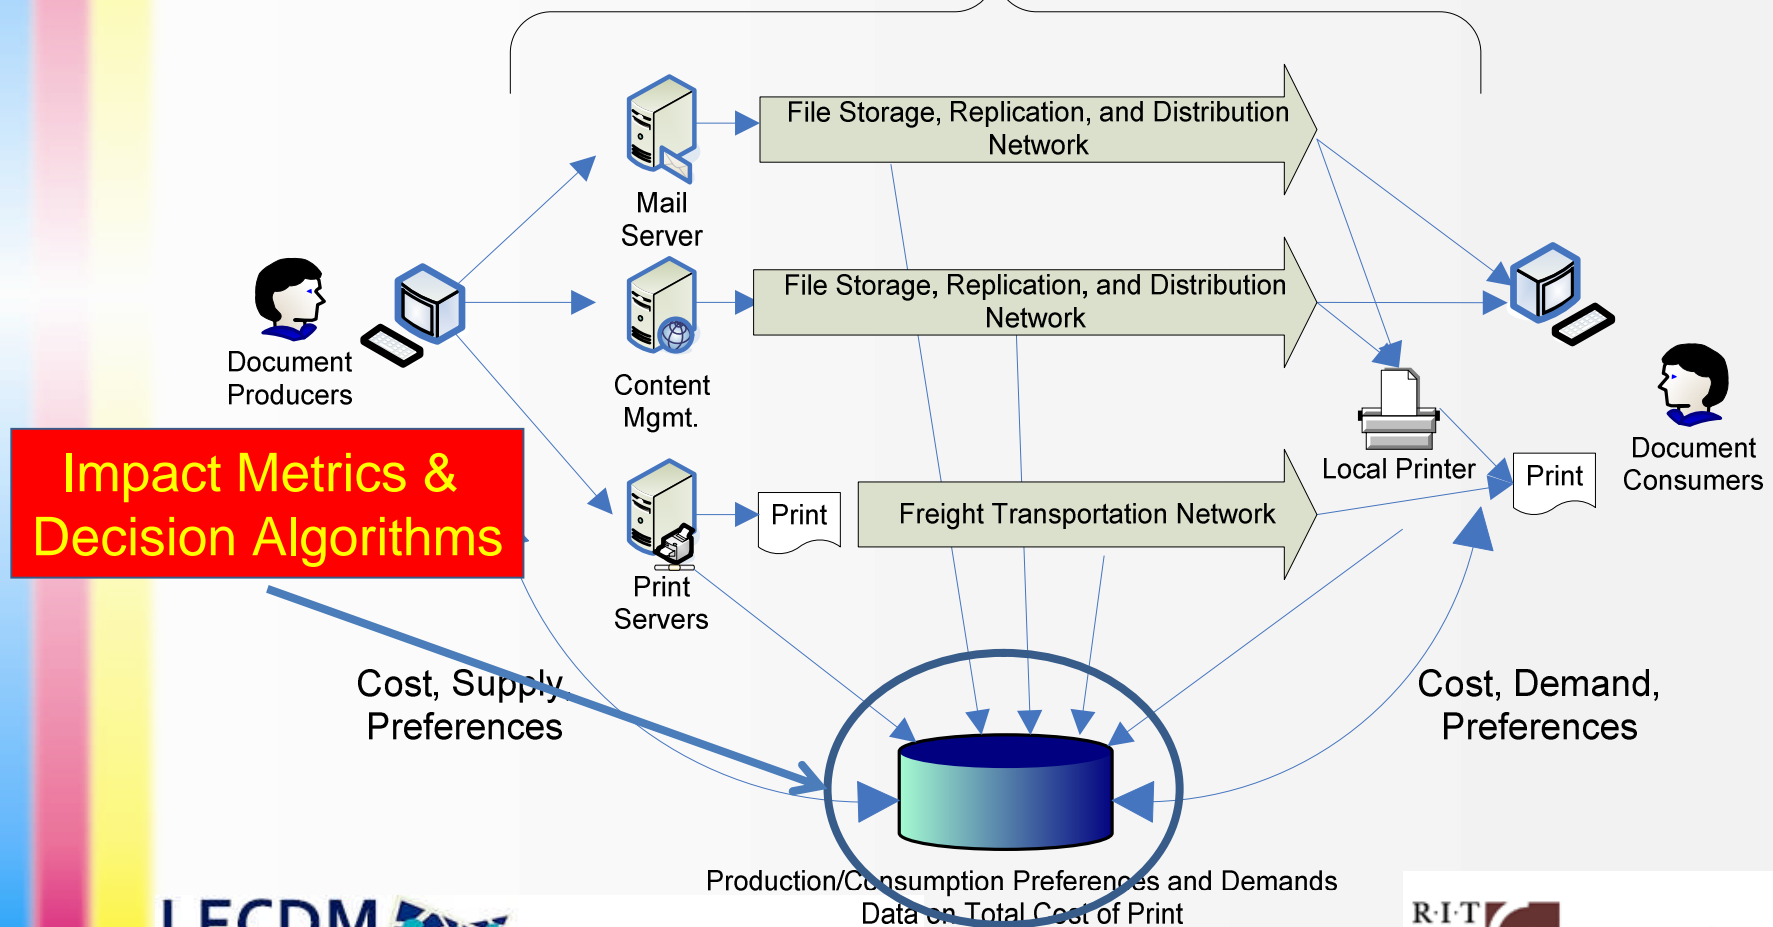 File Storage, Replication, and Distribution
Network
Mail
Server
File Storage, Replication, and Distribution
Network
Document
Producers
Content
Mgmt.
Impact Metrics &
Decision Algorithms
Local Printer
Document
Consumers
Print
Freight Transportation Network
Print
Print
Servers
Cost, Supply,
Preferences
Cost, Demand,
Preferences
Production/Consumption Preferences and Demands
Data on Total Cost of Print
LECDM
R·I·T